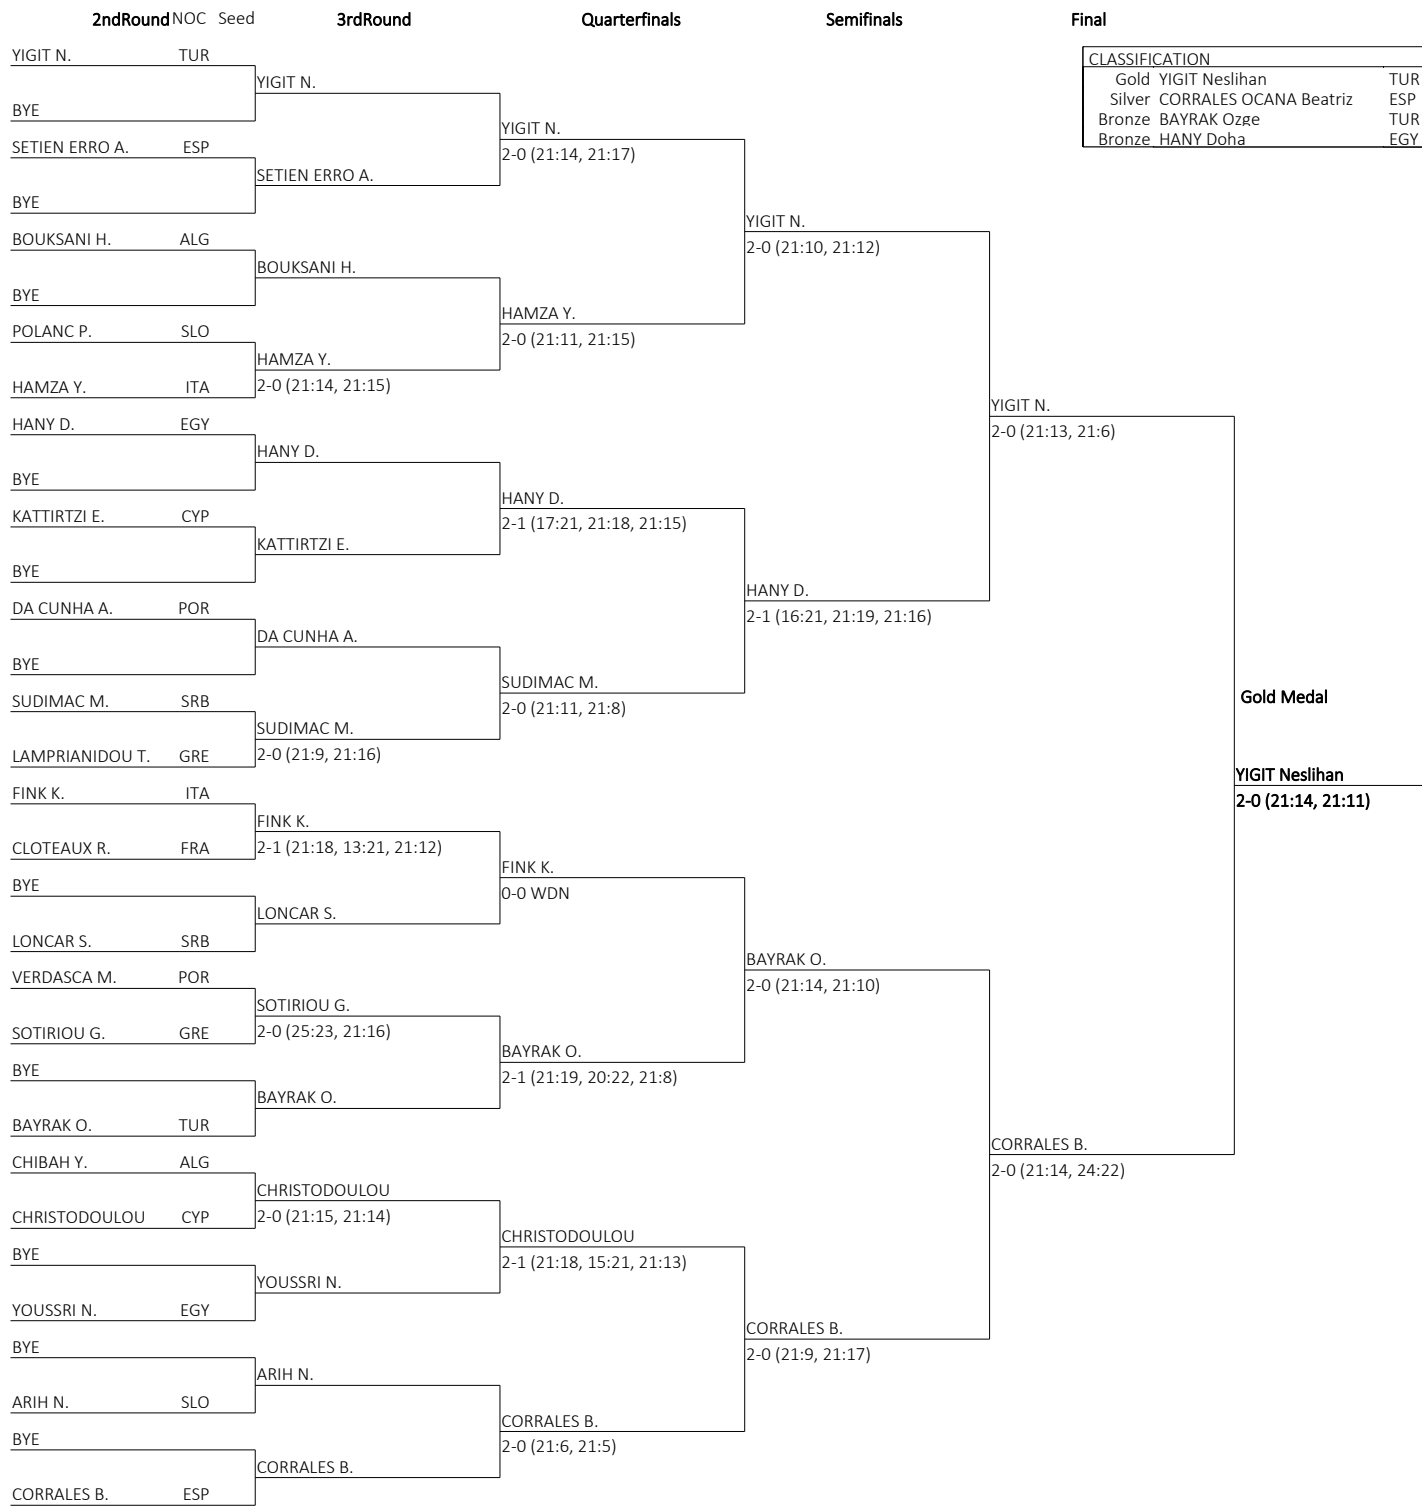 2ndRound NOC Seed 3rdRound Quarterfinals Semifinals Final
CLASSIFICATION
Gold YIGIT Neslihan TUR
Silver CORRALES OCANA Beatriz ESP
Bronze BAYRAK Ozge TUR
Bronze HANY Doha EGY
YIGIT N. TUR
BYE
SETIEN ERRO A. ESP
BYE
BOUKSANI H. ALG
BYE
POLANC P. SLO
HAMZA Y. ITA
HANY D. EGY
BYE
KATTIRTZI E. CYP
BYE
DA CUNHA A. POR
BYE
SUDIMAC M. SRB
LAMPRIANIDOU T. GRE
FINK K. ITA
CLOTEAUX R. FRA
BYE
LONCAR S. SRB
VERDASCA M. POR
SOTIRIOU G. GRE
BYE
BAYRAK O. TUR
CHIBAH Y. ALG
CHRISTODOULOU CYP
BYE
YOUSSRI N. EGY
BYE
ARIH N. SLO
BYE
CORRALES B. ESP
YIGIT N.
SETIEN ERRO A.
BOUKSANI H.
HAMZA Y.
2-0 (21:14, 21:15)
HANY D.
KATTIRTZI E.
DA CUNHA A.
SUDIMAC M.
2-0 (21:9, 21:16)
FINK K.
2-1 (21:18, 13:21, 21:12)
LONCAR S.
SOTIRIOU G.
2-0 (25:23, 21:16)
BAYRAK O.
CHRISTODOULOU
2-0 (21:15, 21:14)
YOUSSRI N.
ARIH N.
CORRALES B.
YIGIT N.
2-0 (21:14, 21:17)
HAMZA Y.
2-0 (21:11, 21:15)
HANY D.
2-1 (17:21, 21:18, 21:15)
SUDIMAC M.
2-0 (21:11, 21:8)
FINK K.
0-0 WDN
BAYRAK O.
2-1 (21:19, 20:22, 21:8)
CHRISTODOULOU
2-1 (21:18, 15:21, 21:13)
CORRALES B.
2-0 (21:6, 21:5)
YIGIT N.
2-0 (21:10, 21:12)
HANY D.
2-1 (16:21, 21:19, 21:16)
BAYRAK O.
2-0 (21:14, 21:10)
CORRALES B.
2-0 (21:9, 21:17)
YIGIT N.
2-0 (21:13, 21:6)
CORRALES B.
2-0 (21:14, 24:22)
Gold Medal
YIGIT Neslihan
2-0 (21:14, 21:11)